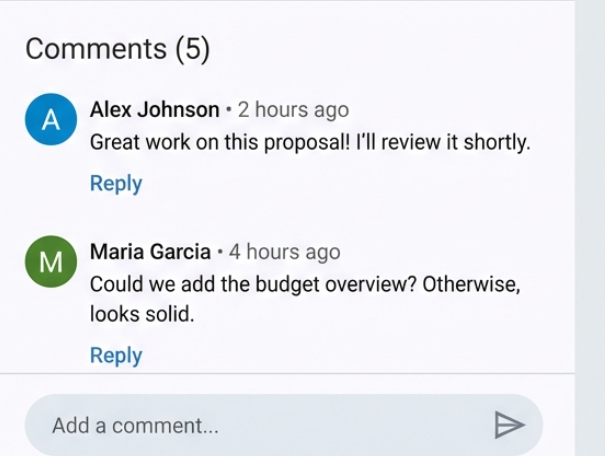 Comments (5)
A
Alex Johnson • 2 hours ago
Great work on this proposal! I'll review it shortly.
Reply
M
Maria Garcia • 4 hours ago
Could we add the budget overview? Otherwise,
looks solid.
Reply
Add a comment...